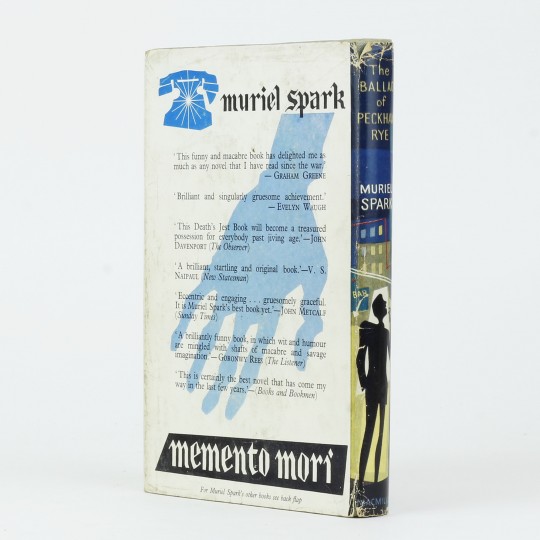 muriel spark
'This funny and macabre book has delighted me as
much as any novel that I have read since the war.'
— GRAHAM GREENE
'Brilliant and singularly gruesome achievement.'
— EVELYN WAUGH
'This Death's Jest Book will become a treasured
possession for everybody past jiving age.'—JOHN
DAVENPORT (The Observer)
'A brilliant, startling and original book.'—V. S.
NAIPAUL (New Statesman)
'Eccentric and engaging . . . gruesomely graceful.
It is Muriel Spark's best book yet.'—JOHN METCALF
(Sunday Times)
'A brilliantly funny book, in which wit and humour
are mingled with shafts of macabre and savage
imagination.—GORONWY REES (The Listener)
'This is certainly the best novel that has come my
way in the last few years.'—(Books and Bookmen)
memento mori
For Muriel Spark's other books see back flap
The
BALLAD
of
PECKHAM
RYE
MURIEL
SPARK
BAR
MACMILLAN